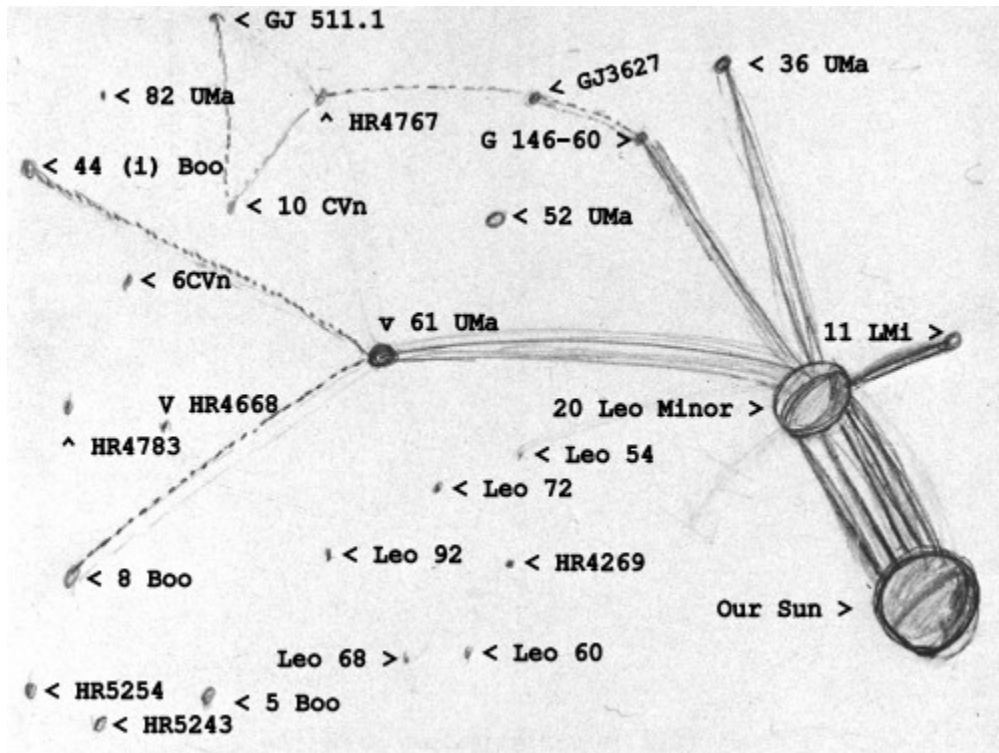 < GJ 511.1
< GJ3627
< 36 UMa
< 82 UMa
^ HR4767
G 146-60 >
< 44 (i) Boo
< 10 CVn
< 52 UMa
< 6CVn
v 61 UMa
11 LMi >
V HR4668
20 Leo Minor >
^ HR4783
< Leo 54
< Leo 72
< Leo 92
< HR4269
< 8 Boo
Our Sun >
Leo 68 >
< Leo 60
< HR5254
< 5 Boo
< HR5243